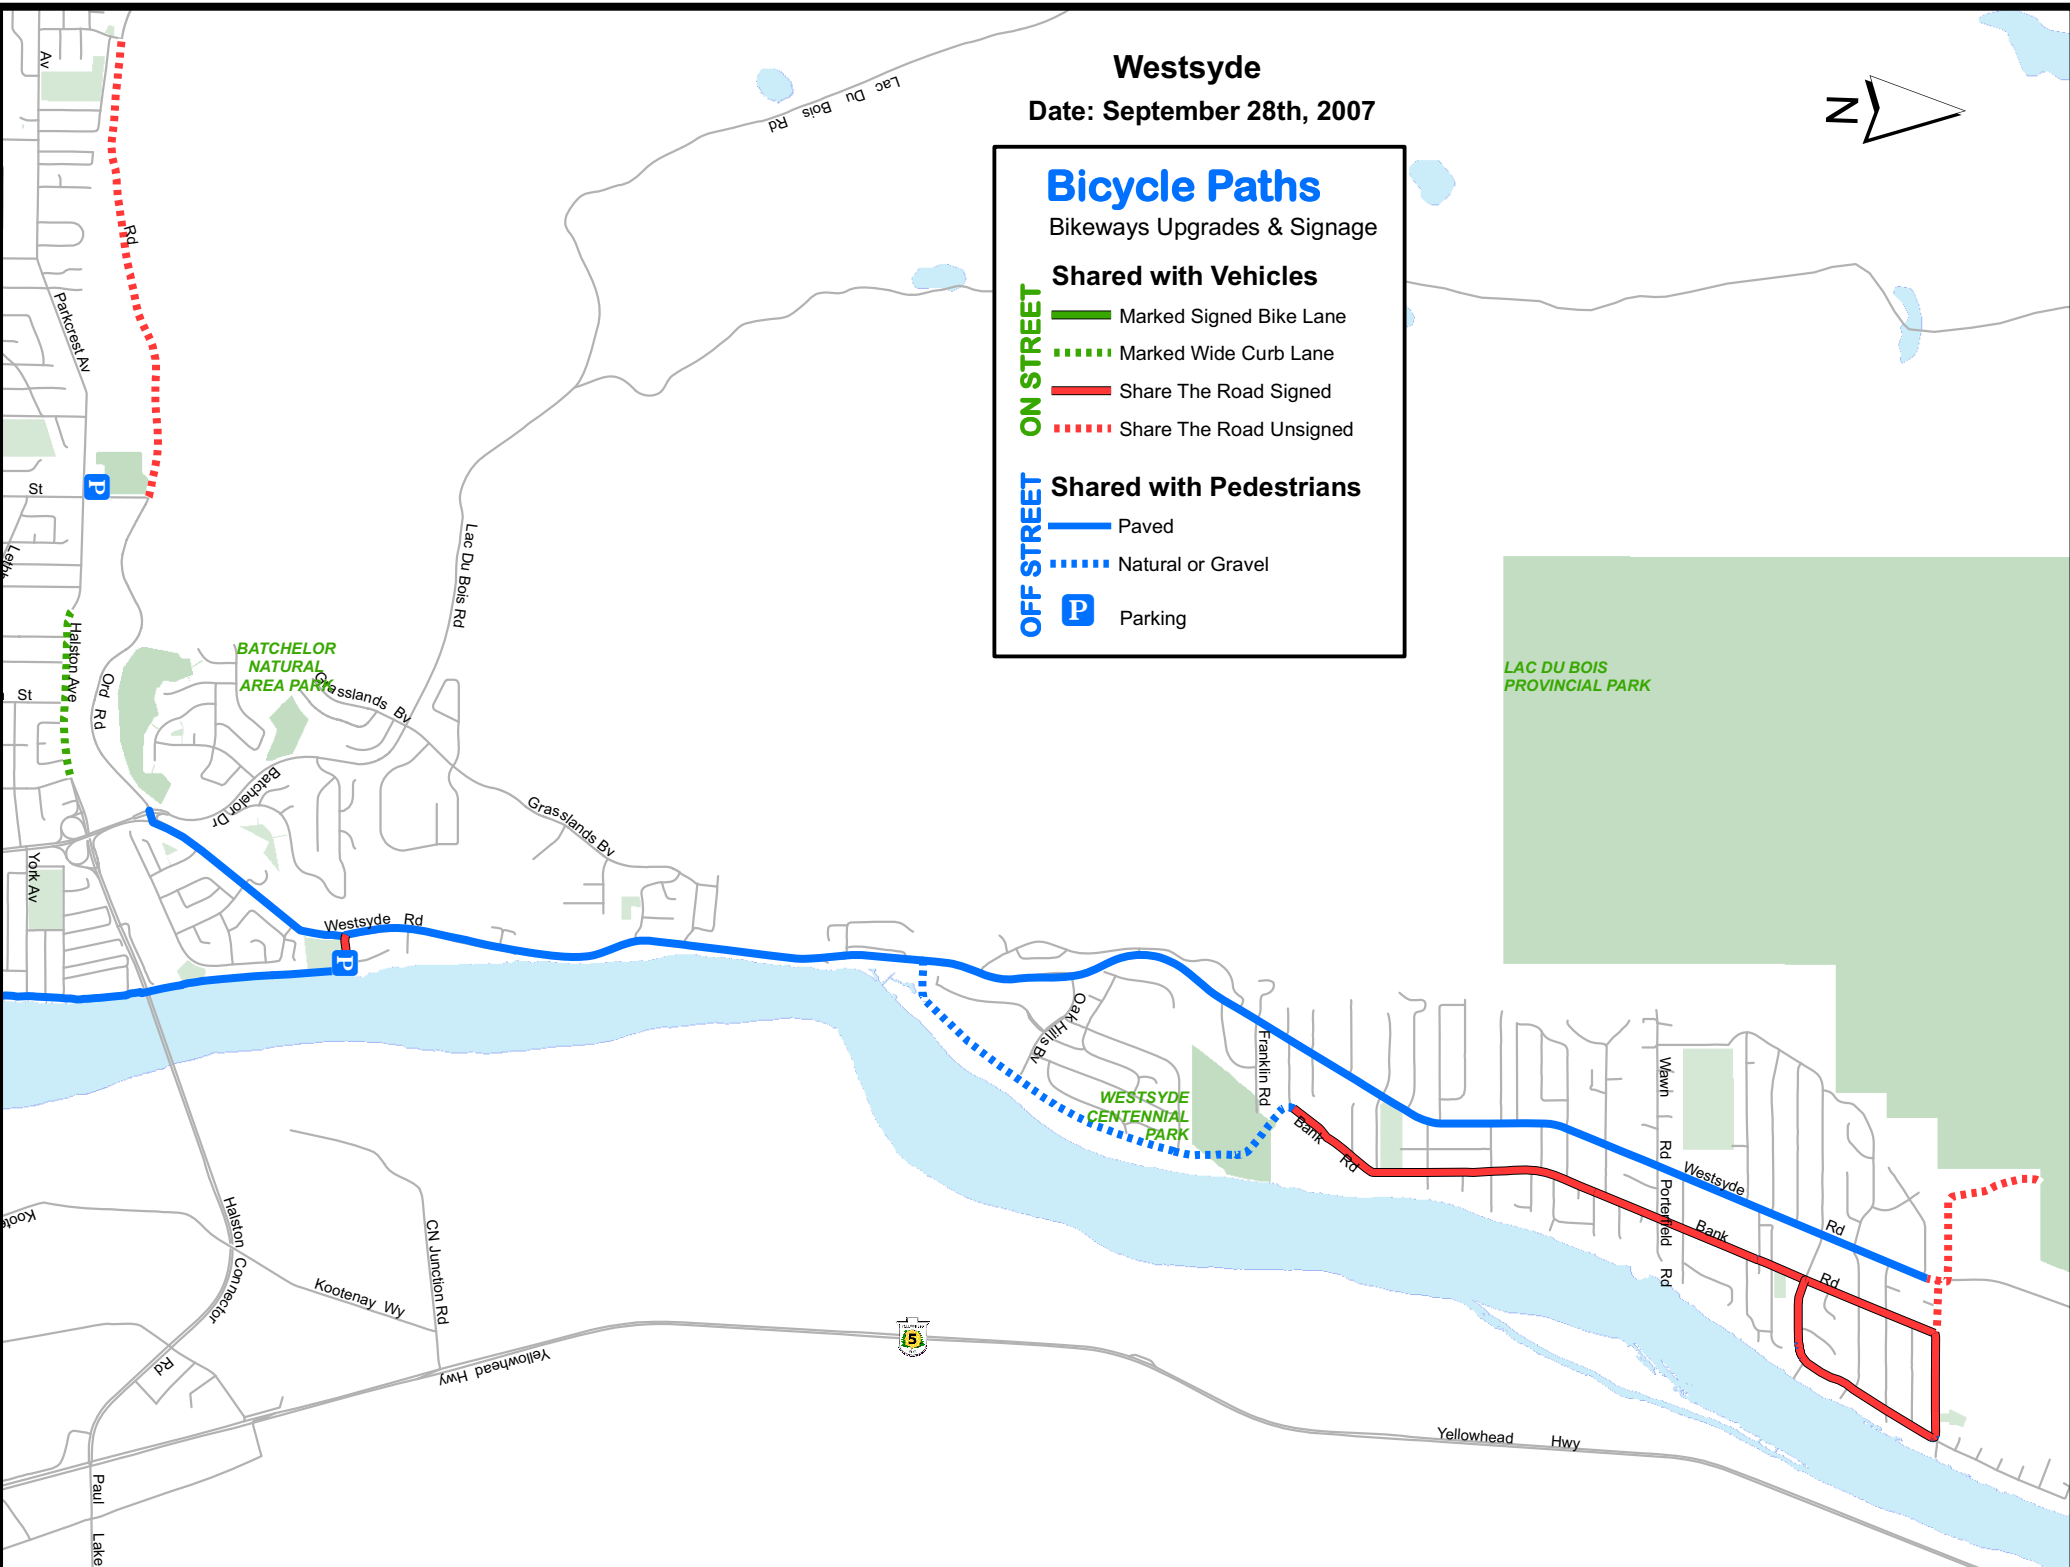 Westsyde
Date: September 28th, 2007
N
Bicycle Paths
Bikeways Upgrades & Signage
ON STREET
Shared with Vehicles
Marked Signed Bike Lane
Marked Wide Curb Lane
Share The Road Signed
Share The Road Unsigned
OFF STREET
Shared with Pedestrians
Paved
Natural or Gravel
P
Parking
Av
Lac Du Bois Rd
Rd
Parkcrest Av
P
St
Lac Du Bois Rd
Halston Ave
St
Ord Rd
BATCHELOR
NATURAL
AREA PARK
Grasslands Bv
LAC DU BOIS
PROVINCIAL PARK
Batchelor Dr
Grasslands Bv
York Av
Westsyde Rd
P
Oak Hills Bv
Franklin Rd
WESTSYDE
CENTENNIAL
PARK
Bank Rd
Wawn Rd
Westsyde Rd
Porterfield Rd
Bank Rd
Halston Connector
CN Junction Rd
Kootenay Wy
5
Yellowhead Hwy
Rd
Yellowhead Hwy
Paul Lake